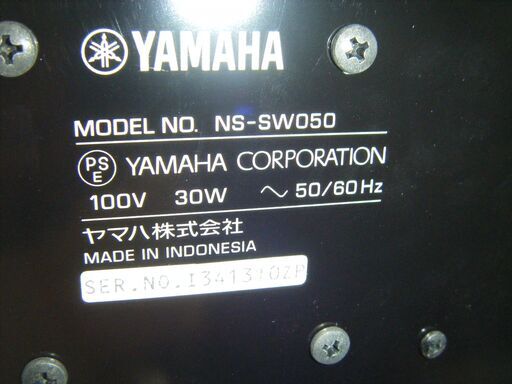 YAMAHA
MODEL NO. NS-SW050
PS E YAMAHA CORPORATION
100V 30W ～ 50/60Hz
ヤマハ株式会社
MADE IN INDONESIA
SER.NO.